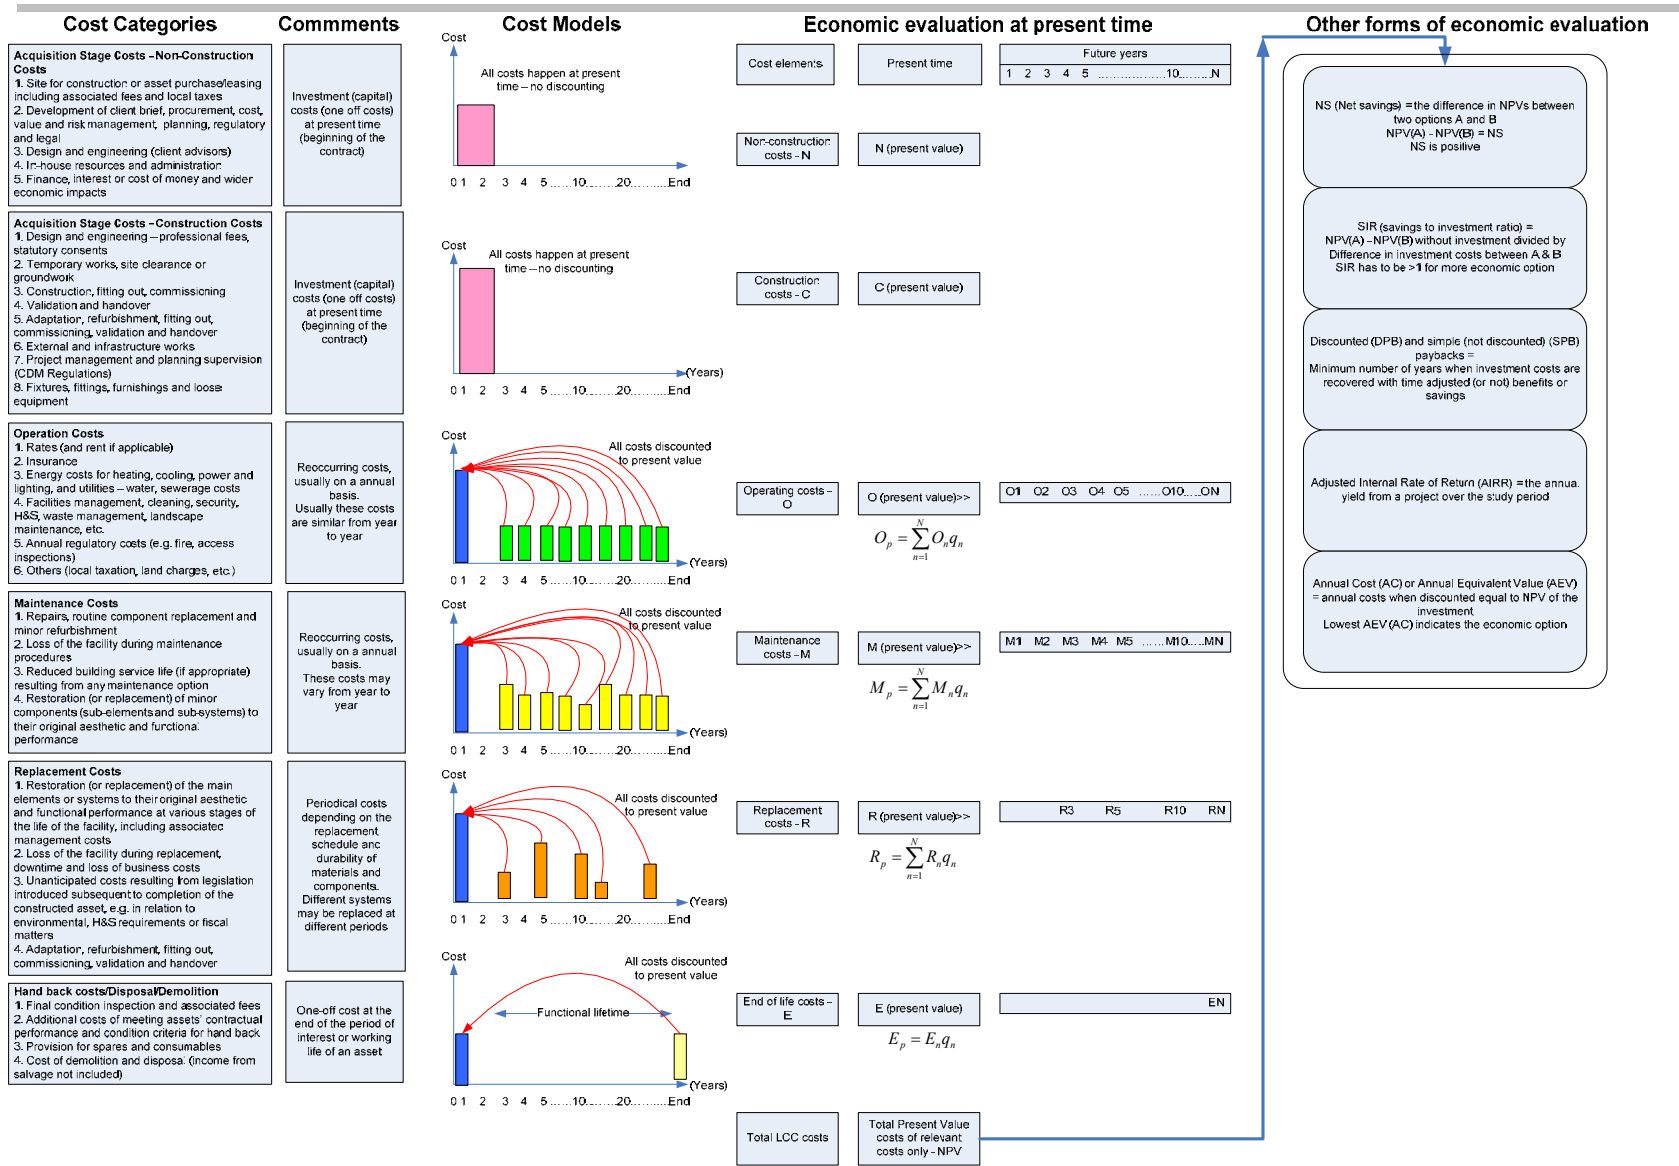 Cost Categories
Commments
Cost Models
Economic evaluation at present time
Other forms of economic evaluation
Acquisition Stage Costs – Non-Construction
Costs
1. Site for construction or asset purchase/leasing
including associated fees and local taxes
2. Development of client brief, procurement, cost,
value and risk management, planning, regulatory
and legal
3. Design and engineering (client advisors)
4. In-house resources and administration
5. Finance, interest or cost of money and wider
economic impacts
Investment (capital)
costs (one off costs)
at present time
(beginning of the
contract)
Cost
All costs happen at present
time – no discounting
0 1 2 3 4 5 ......10.........20..........End
Cost elements
Present time
Future years
1 2 3 4 5 ..................10.........N
Non-construction
costs - N
N (present value)
Acquisition Stage Costs – Construction Costs
1. Design and engineering – professional fees,
statutory consents
2. Temporary works, site clearance or
groundwork
3. Construction, fitting out, commissioning
4. Validation and handover
5. Adaptation, refurbishment, fitting out,
commissioning, validation and handover
6. External and infrastructure works
7. Project management and planning supervision
(CDM Regulations)
8. Fixtures, fittings, furnishings and loose
equipment
Investment (capital)
costs (one off costs)
at present time
(beginning of the
contract)
Cost
All costs happen at present
time – no discounting
(Years)
0 1 2 3 4 5 ......10.........20..........End
Construction
costs - C
C (present value)
Operation Costs
1. Rates (and rent if applicable)
2. Insurance
3. Energy costs for heating, cooling, power and
lighting, and utilities – water, sewerage costs
4. Facilities management, cleaning, security,
H&S, waste management, landscape
maintenance, etc.
5. Annual regulatory costs (e.g. fire, access
inspections)
6. Others (local taxation, land charges, etc.)
Reoccurring costs,
usually on a annual
basis.
Usually these costs
are similar from year
to year
Cost
All costs discounted
to present value
(Years)
0 1 2 3 4 5 ......10.........20..........End
Operating costs -
O
O (present value)>>
O1 O2 O3 O4 O5 ......O10.....ON
O_p = \sum_{n=1}^{N} O_n q_n
Maintenance Costs
1. Repairs, routine component replacement and
minor refurbishment
2. Loss of the facility during maintenance
procedures
3. Reduced building service life (if appropriate)
resulting from any maintenance option
4. Restoration (or replacement) of minor
components (sub-elements and sub-systems) to
their original aesthetic and functional
performance
Reoccurring costs,
usually on a annual
basis.
These costs may
vary from year to
year
Cost
All costs discounted
to present value
(Years)
0 1 2 3 4 5 ......10.........20..........End
Maintenance
costs - M
M (present value)>>
M1 M2 M3 M4 M5 ......M10.....MN
M_p = \sum_{n=1}^{N} M_n q_n
Replacement Costs
1. Restoration (or replacement) of the main
elements or systems to their original aesthetic
and functional performance at various stages of
the life of the facility, including associated
management costs
2. Loss of the facility during replacement,
downtime and loss of business costs
3. Unanticipated costs resulting from legislation
introduced subsequent to completion of the
constructed asset, e.g. in relation to
environmental, H&S requirements or fiscal
matters
4. Adaptation, refurbishment, fitting out,
commissioning, validation and handover
Periodical costs
depending on the
replacement
schedule and
durability of
materials and
components.
Different systems
may be replaced at
different periods
Cost
All costs discounted
to present value
(Years)
0 1 2 3 4 5 ......10.........20..........End
Replacement
costs - R
R (present value)>>
R3 R5 R10 RN
R_p = \sum_{n=1}^{N} R_n q_n
Hand back costs/Disposal/Demolition
1. Final condition inspection and associated fees
2. Additional costs of meeting assets' contractual
performance and condition criteria for hand back
3. Provision for spares and consumables
4. Cost of demolition and disposal (income from
salvage not included)
One-off cost at the
end of the period of
interest or working
life of an asset
Cost
All costs discounted
to present value
Functional lifetime
(Years)
0 1 2 3 4 5 ......10.........20..........End
End of life costs -
E
E (present value)
EN
E_p = E_n q_n
Total LCC costs
Total Present Value
costs of relevant
costs only - NPV
NS (Net savings) = the difference in NPVs between
two options A and B
NPV(A) - NPV(B) = NS
NS is positive
SIR (savings to investment ratio) =
NPV(A) – NPV(B) without investment divided by
Difference in investment costs between A & B
SIR has to be >1 for more economic option
Discounted (DPB) and simple (not discounted) (SPB)
paybacks =
Minimum number of years when investment costs are
recovered with time adjusted (or not) benefits or
savings
Adjusted Internal Rate of Return (AIRR) = the annual
yield from a project over the study period
Annual Cost (AC) or Annual Equivalent Value (AEV)
= annual costs when discounted equal to NPV of the
investment
Lowest AEV (AC) indicates the economic option